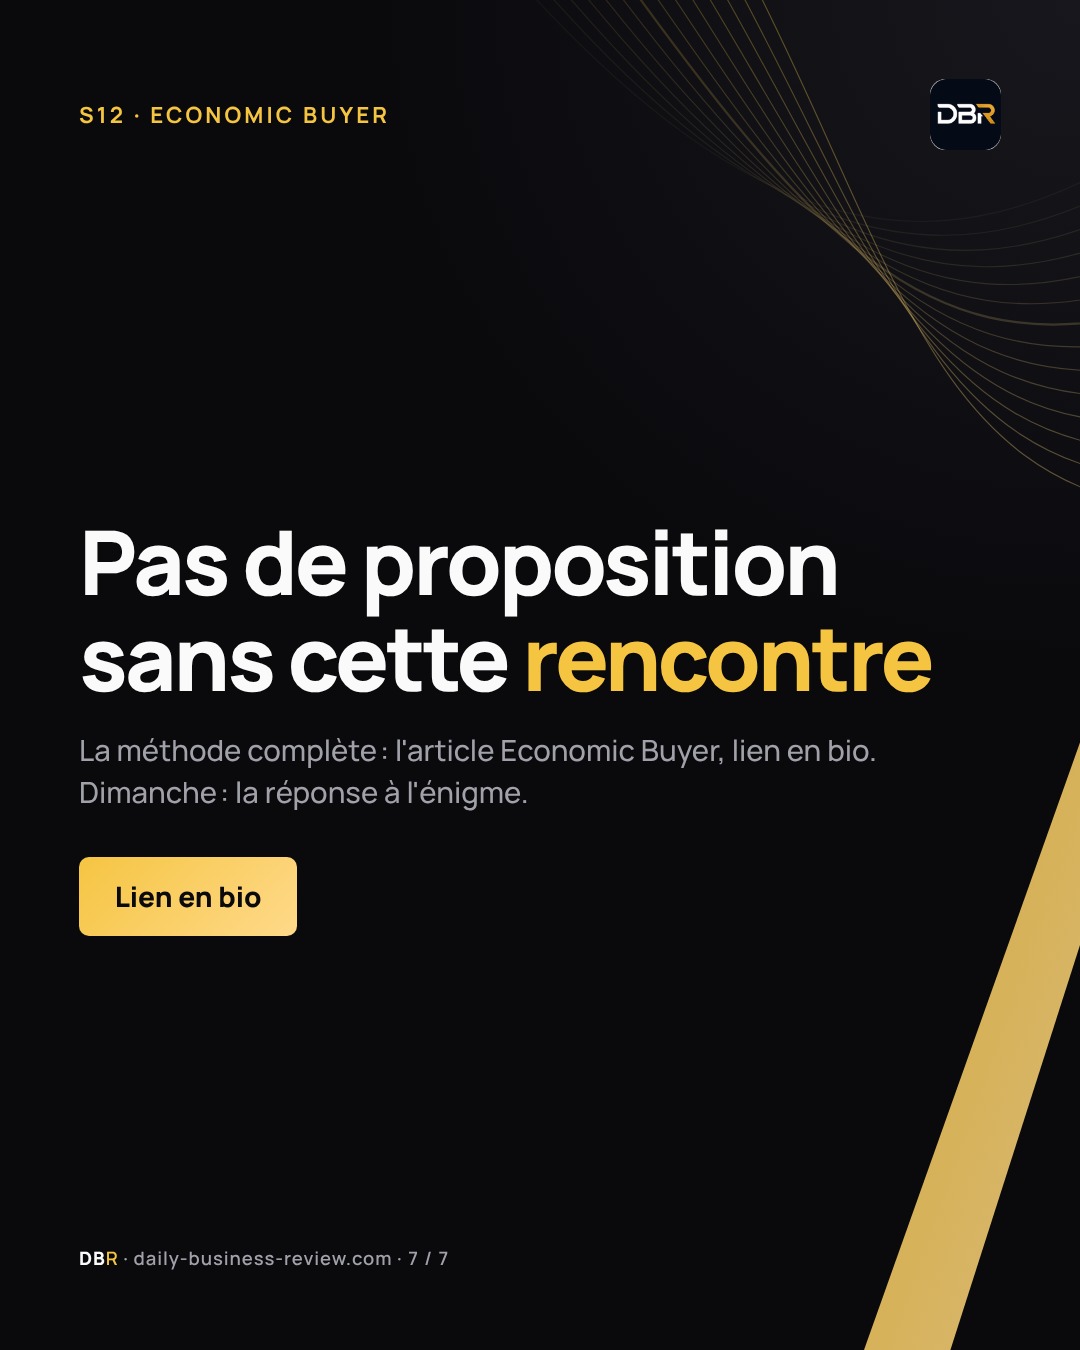 S12 · ECONOMIC BUYER
DBR
Pas de proposition
sans cette rencontre
La méthode complète : l'article Economic Buyer, lien en bio.
Dimanche : la réponse à l'énigme.
Lien en bio
DBR · daily-business-review.com · 7 / 7